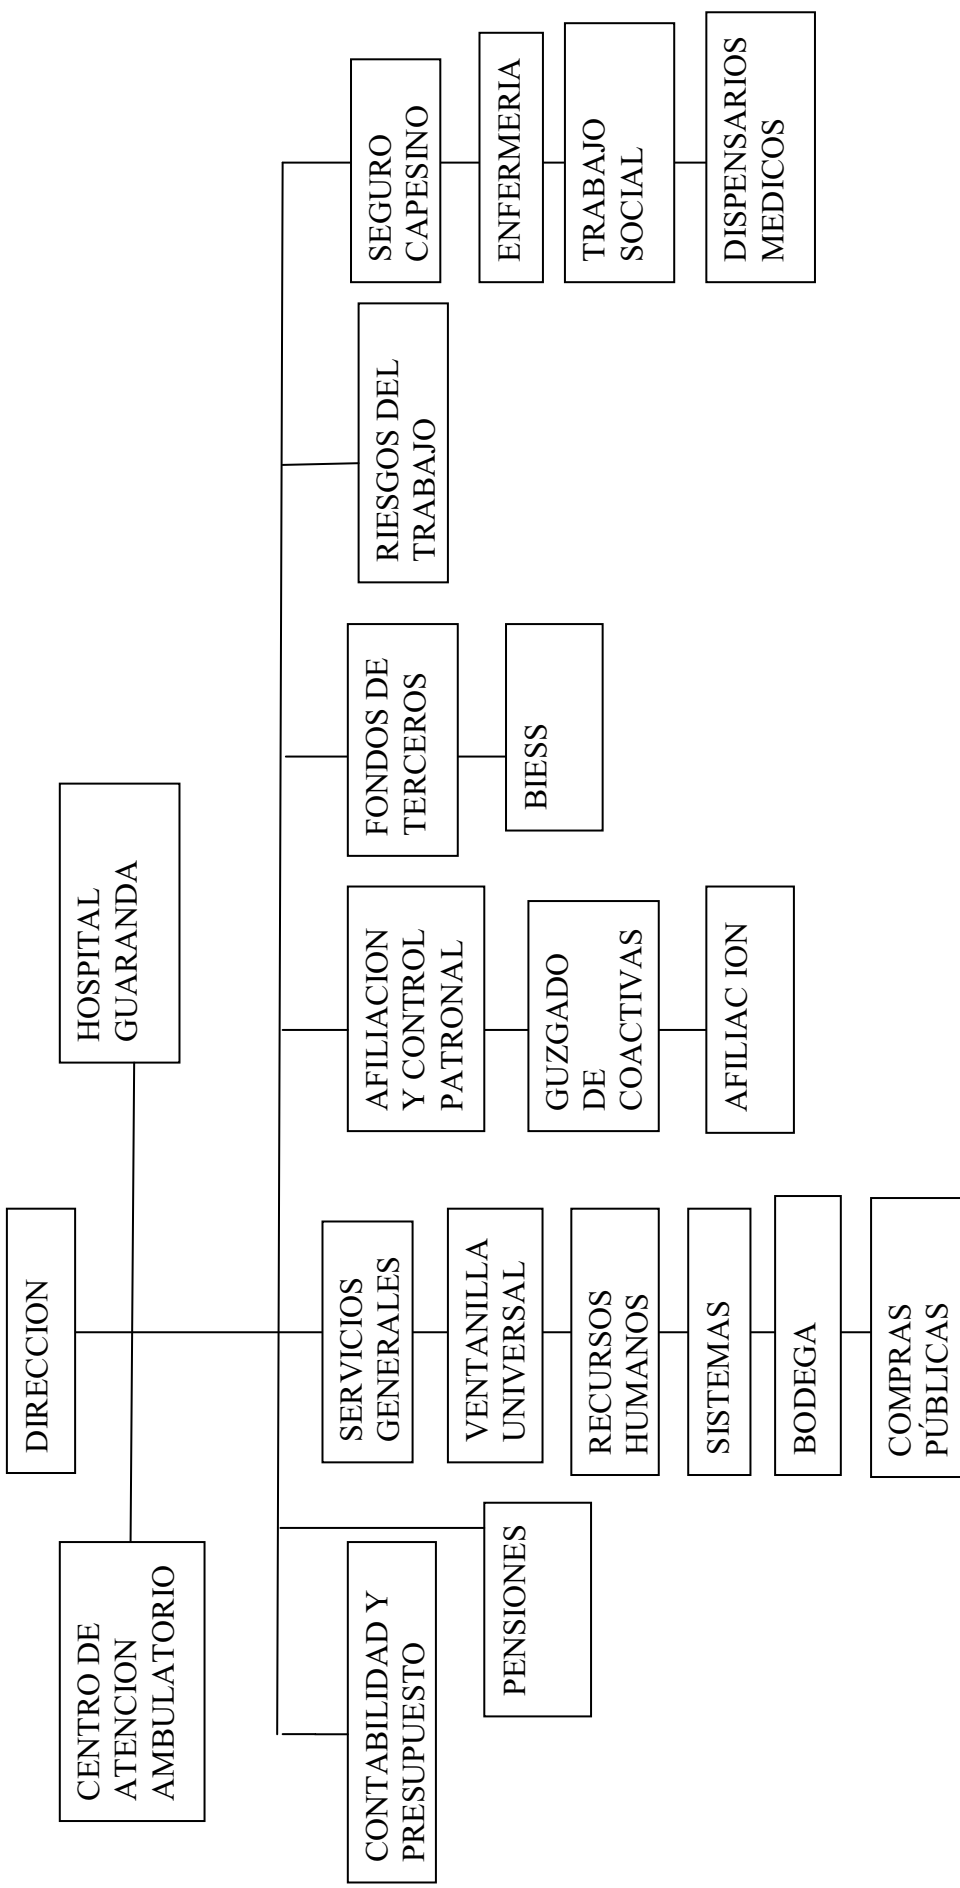 DIRECCION
CENTRO DE
ATENCION
AMBULATORIO
HOSPITAL
GUARANDA
CONTABILIDAD Y
PRESUPUESTO
PENSIONES
SERVICIOS
GENERALES
VENTANILLA
UNIVERSAL
RECURSOS
HUMANOS
SISTEMAS
BODEGA
COMPRAS
PÚBLICAS
AFILIACION
Y CONTROL
PATRONAL
GUZGADO
DE
COACTIVAS
AFILIAC ION
FONDOS DE
TERCEROS
BIESS
RIESGOS DEL
TRABAJO
SEGURO
CAPESINO
ENFERMERIA
TRABAJO
SOCIAL
DISPENSARIOS
MEDICOS